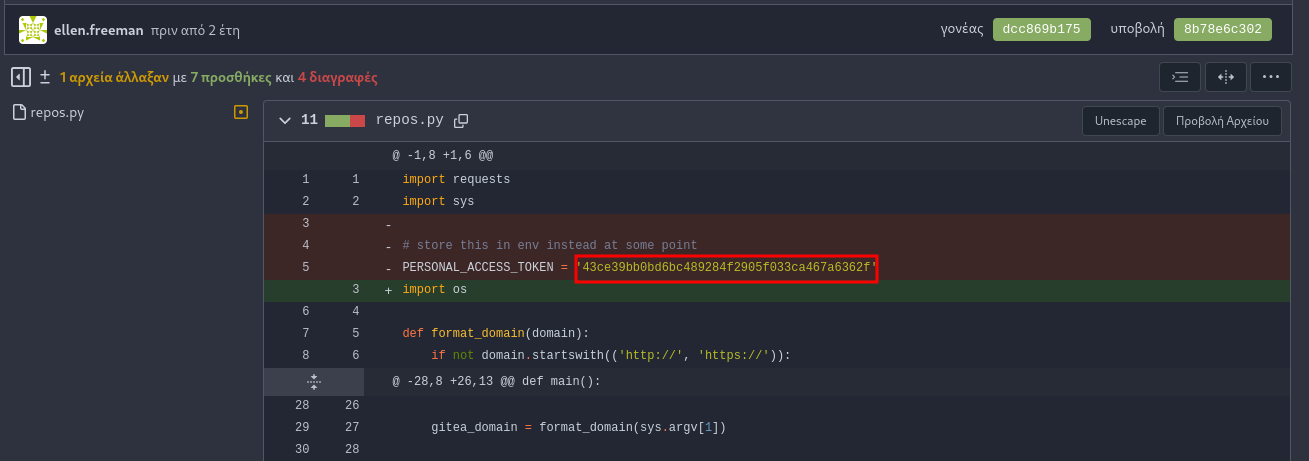 ellen.freeman πριν από 2 έτη γονέας dcc869b175 υποβολή 8b78e6c302
1 αρχεία άλλαξαν με 7 προσθήκες και 4 διαγραφές
repos.py
11 repos.py Unescape Προβολή Αρχείου
@ -1,8 +1,6 @@
1 1 import requests
2 2 import sys
3 -
4 - # store this in env instead at some point
5 - PERSONAL_ACCESS_TOKEN = '43ce39bb0bd6bc489284f2905f033ca467a6362f'
3 + import os
6 4
7 5 def format_domain(domain):
8 6 if not domain.startswith(('http://', 'https://')):
@ -28,8 +26,13 @@ def main():
28 26
29 27 gitea_domain = format_domain(sys.argv[1])
30 28